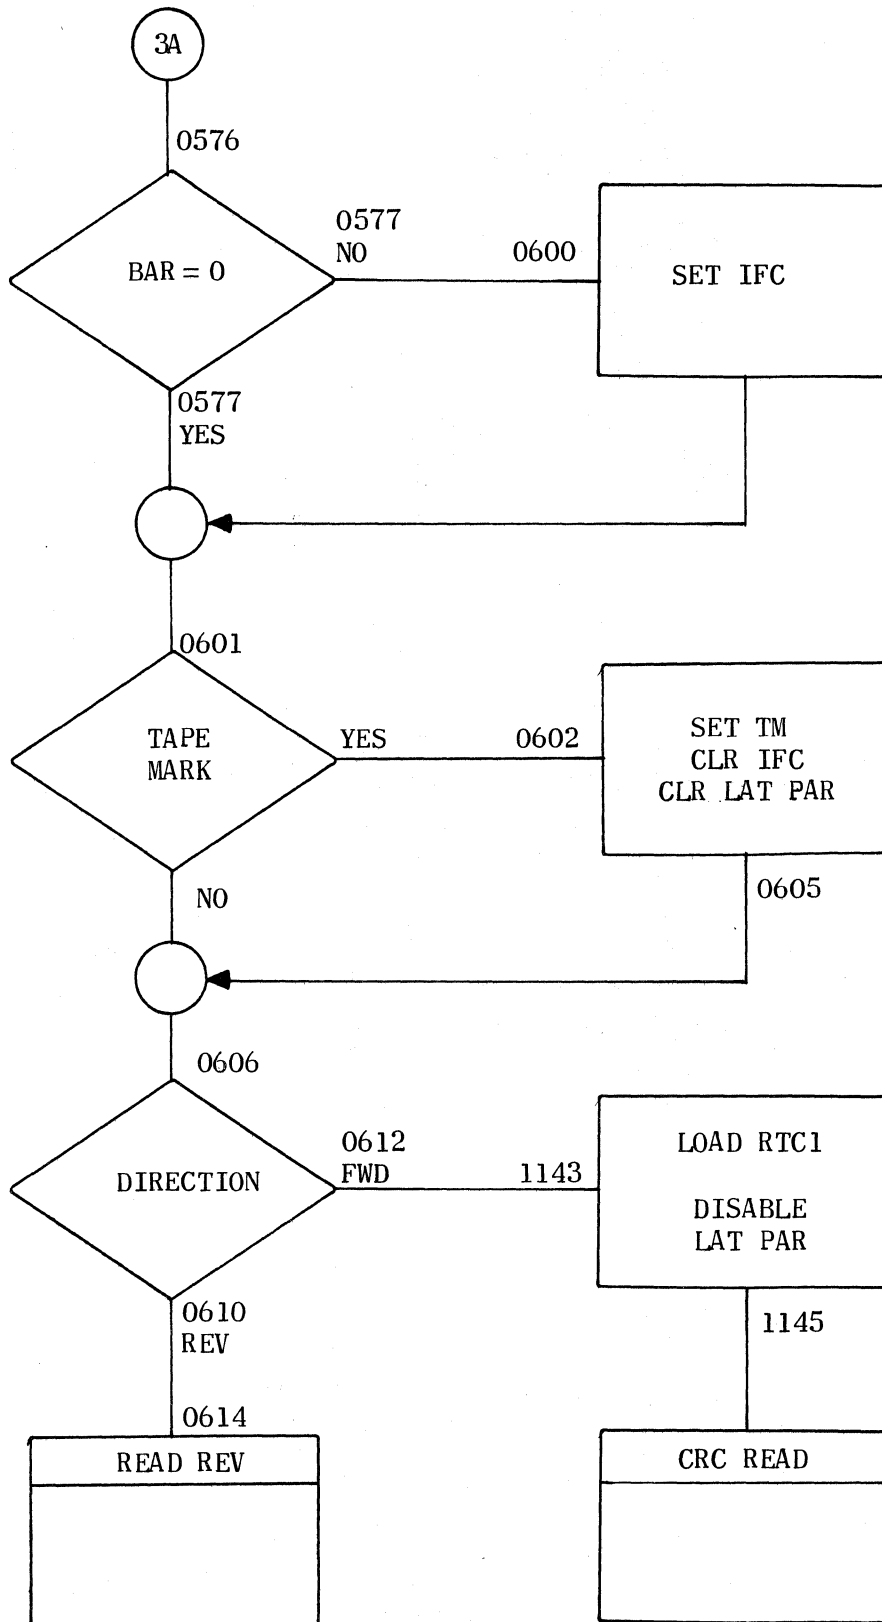 3A
0576
BAR = 0
0577
NO
0600
SET IFC
0577
YES
0601
TAPE
MARK
YES
0602
SET TM
CLR IFC
CLR LAT PAR
0605
NO
0606
DIRECTION
0612
FWD
1143
LOAD RTC1
DISABLE
LAT PAR
0610
REV
1145
0614
READ REV
CRC READ